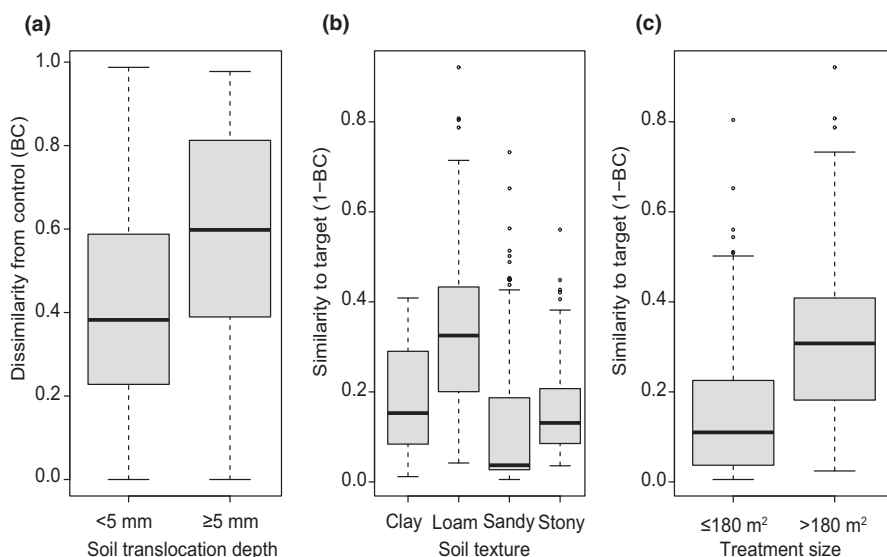 (a)
Dissimilarity from control (BC)
1.0
0.8
0.6
0.4
0.2
0.0
<5 mm ≥5 mm
Soil translocation depth
(b)
Similarity to target (1−BC)
0.8
0.6
0.4
0.2
0.0
Clay Loam Sandy Stony
Soil texture
(c)
Similarity to target (1−BC)
0.8
0.6
0.4
0.2
0.0
≤180 m² >180 m²
Treatment size